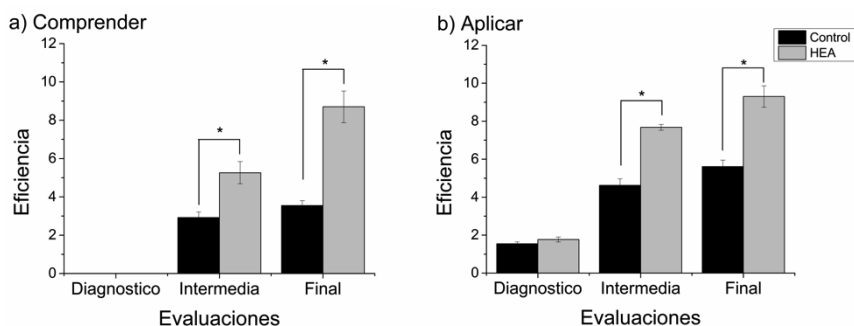 a) Comprender
Eficiencia
12
10
8
6
4
2
0
*
*
Diagnostico Intermedia Final
Evaluaciones
b) Aplicar
Control
HEA
Eficiencia
12
10
8
6
4
2
0
*
*
Diagnostico Intermedia Final
Evaluaciones